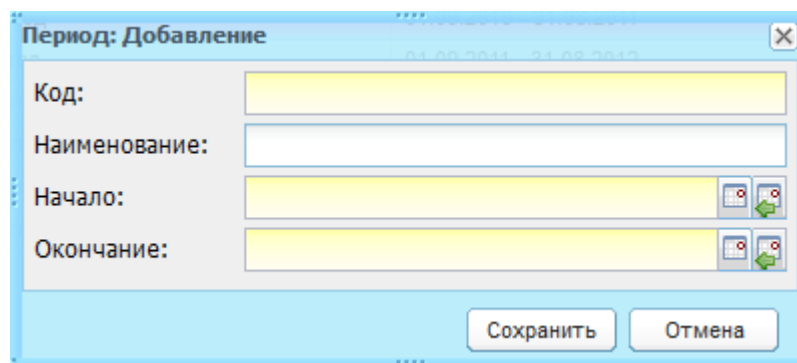 Период: Добавление
Код:
Наименование:
Начало:
Окончание:
Сохранить
Отмена